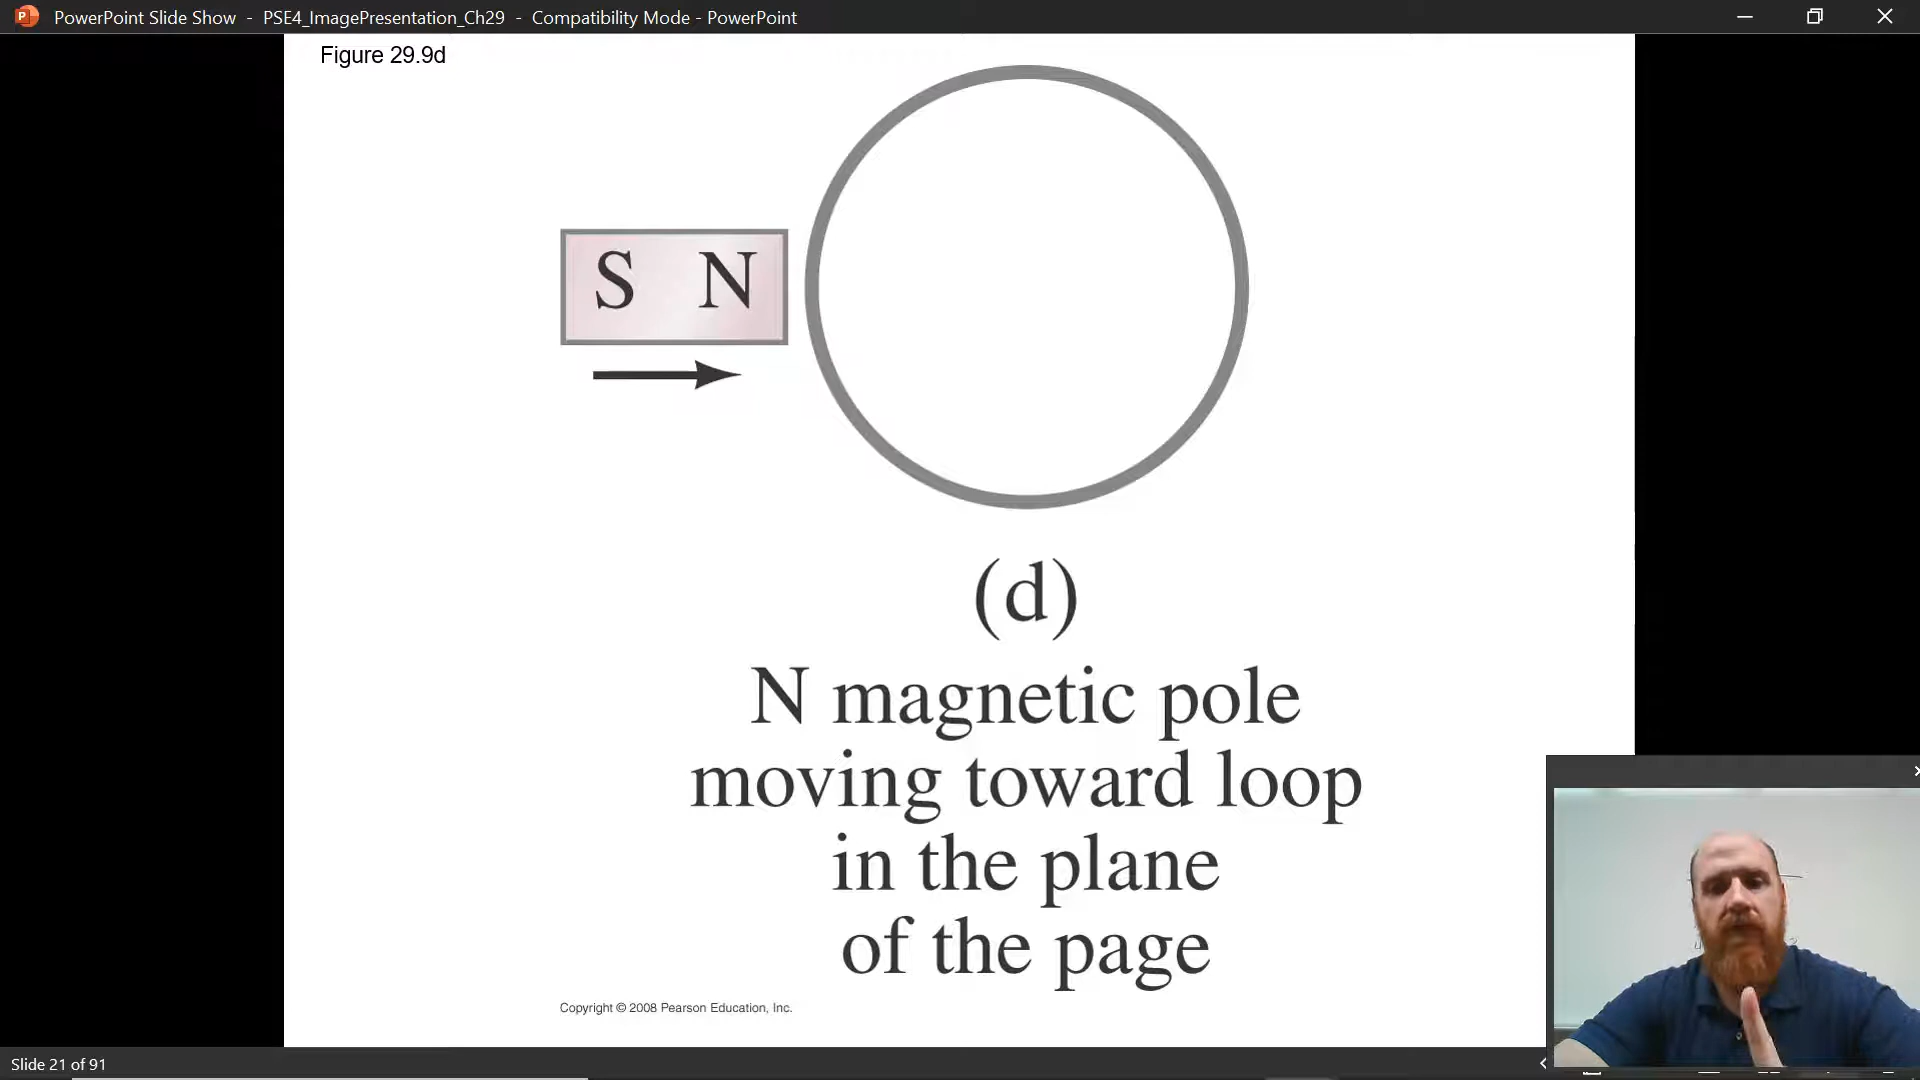 PowerPoint Slide Show - PSE4_ImagePresentation_Ch29 - Compatibility Mode - PowerPoint
Figure 29.9d
S N
(d)
N magnetic pole
moving toward loop
in the plane
of the page
Copyright © 2008 Pearson Education, Inc.
Slide 21 of 91